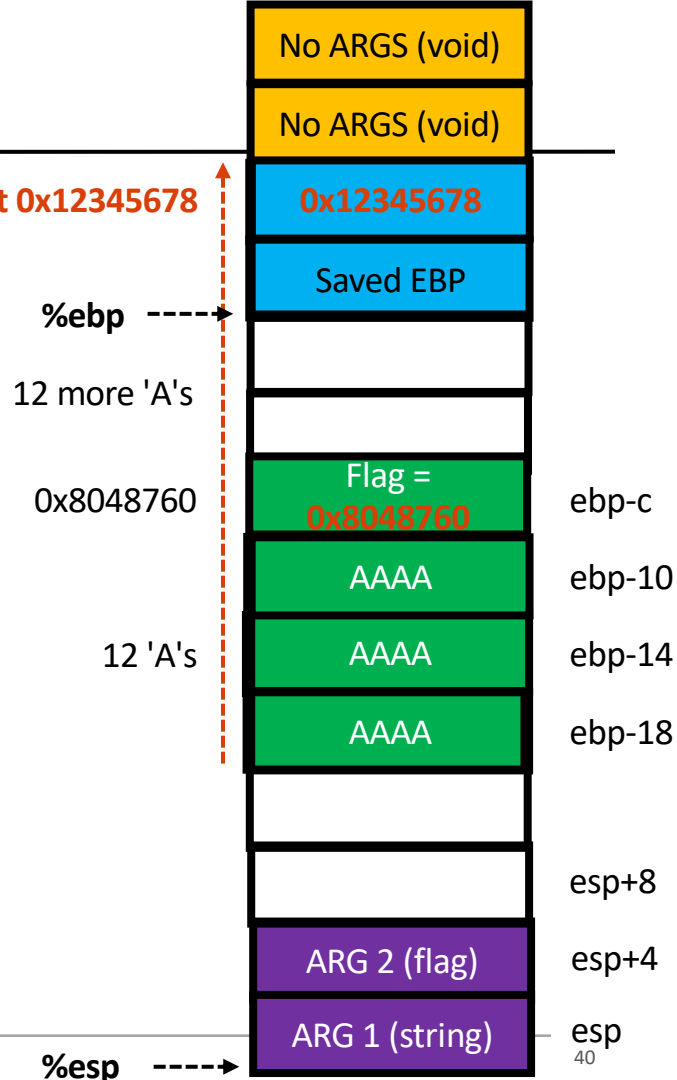 No ARGS (void)
No ARGS (void)
t 0x12345678
0x12345678
Saved EBP
%ebp
12 more 'A's
0x8048760
Flag =
0x8048760
ebp-c
AAAA
ebp-10
12 'A's
AAAA
ebp-14
AAAA
ebp-18
esp+8
ARG 2 (flag)
esp+4
ARG 1 (string)
esp
%esp
40